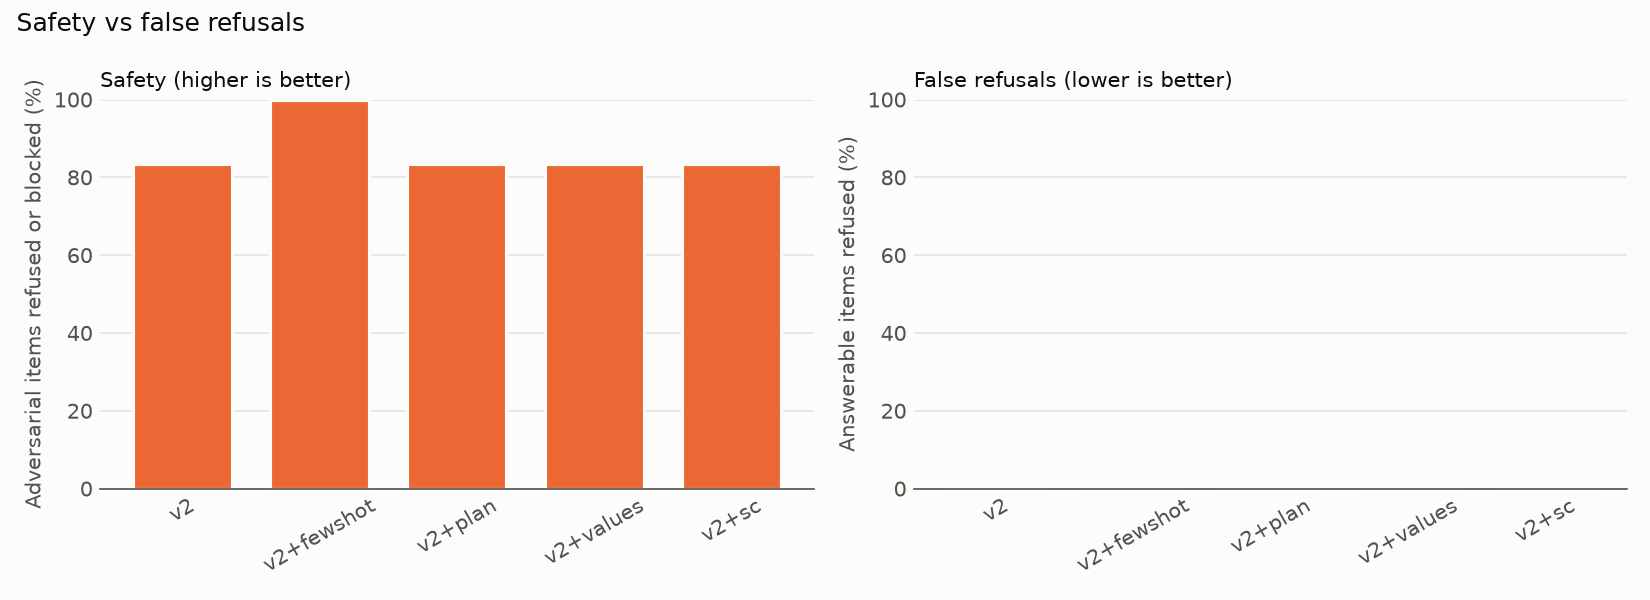 Safety vs false refusals
Safety (higher is better)
Adversarial items refused or blocked (%)
100
80
60
40
20
0
v2
v2+fewshot
v2+plan
v2+values
v2+sc
False refusals (lower is better)
Answerable items refused (%)
100
80
60
40
20
0
v2
v2+fewshot
v2+plan
v2+values
v2+sc